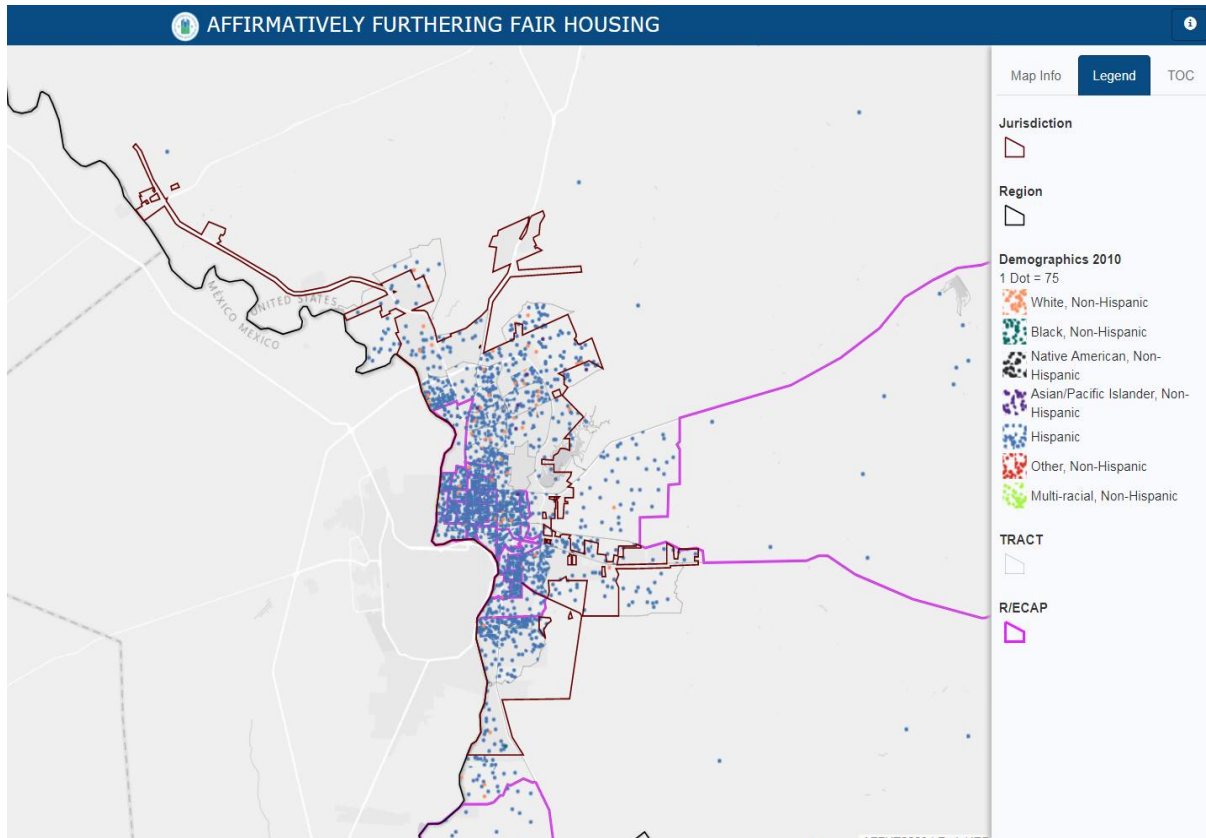 AFFIRMATIVELY FURTHERING FAIR HOUSING
Map Info
Legend
TOC
Jurisdiction
Region
Demographics 2010
1 Dot = 75
White, Non-Hispanic
Black, Non-Hispanic
Native American, Non-
Hispanic
Asian/Pacific Islander, Non-
Hispanic
Hispanic
Other, Non-Hispanic
Multi-racial, Non-Hispanic
TRACT
R/ECAP
UNITED STATES
MÉXICO MÉXICO